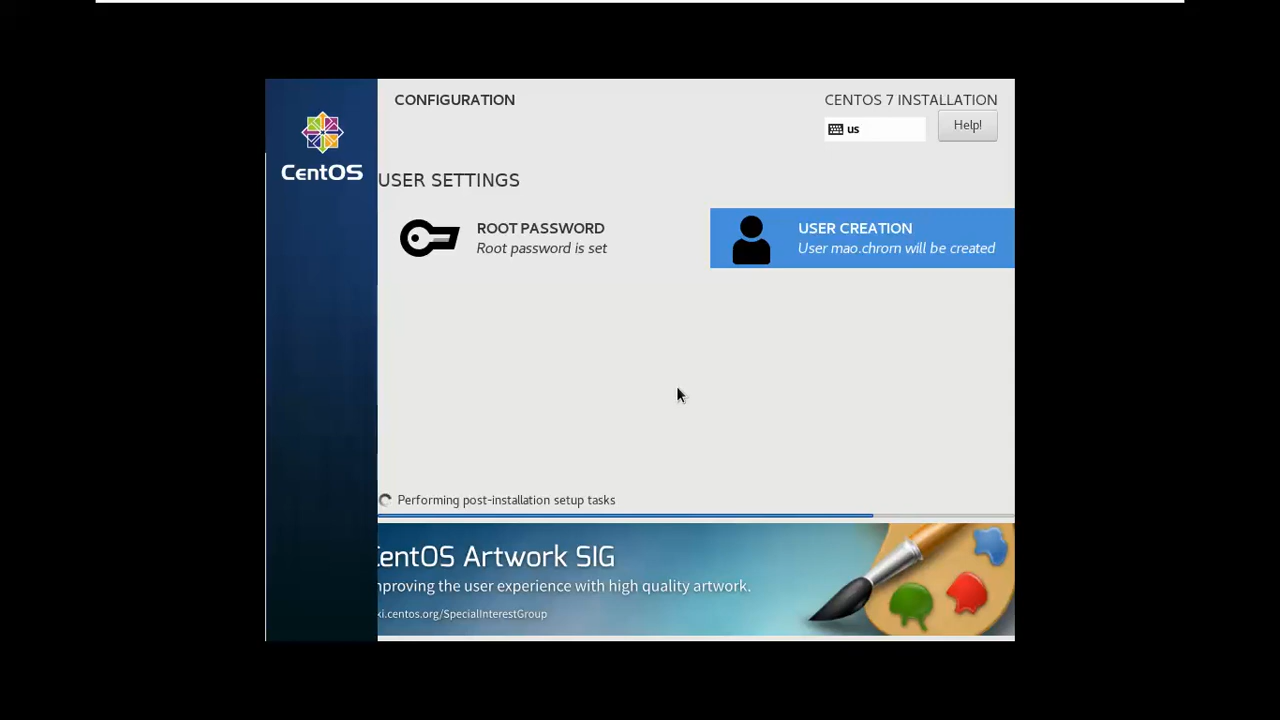 CONFIGURATION
CENTOS 7 INSTALLATION
us
Help!
CentOS
USER SETTINGS
ROOT PASSWORD
Root password is set
USER CREATION
User mao.chrom will be created
Performing post-installation setup tasks
CentOS Artwork SIG
mproving the user experience with high quality artwork.
ki.centos.org/SpecialInterestGroup